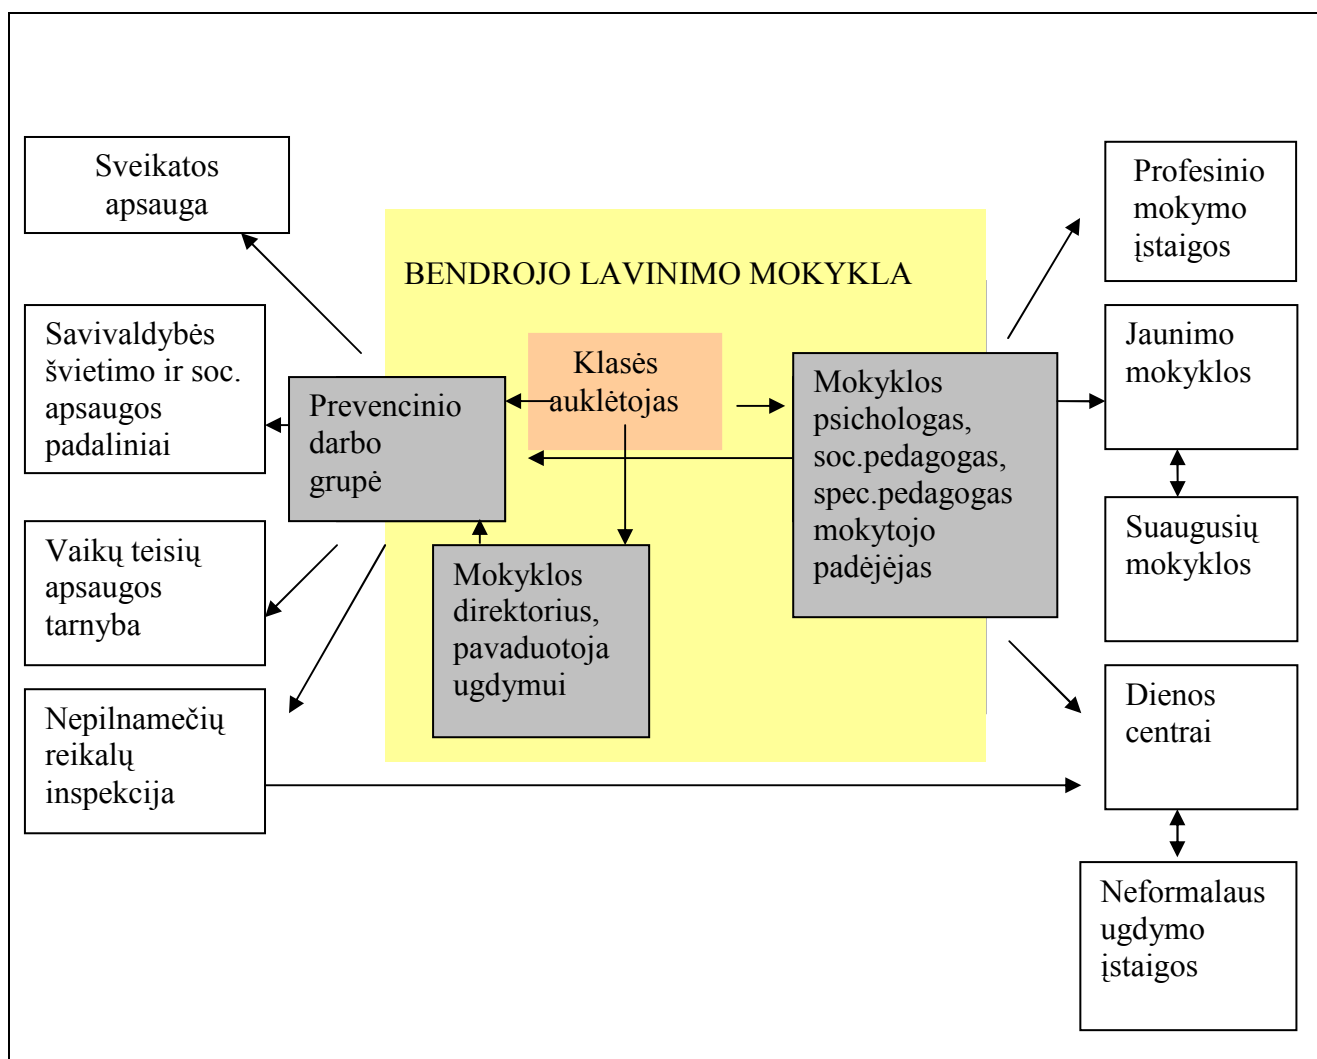 Sveikatos
apsauga
Profesinio
mokymo
įstaigos
BENDROJO LAVINIMO MOKYKLA
Savivaldybės
švietimo ir soc.
apsaugos
padaliniai
Prevencinio
darbo
grupė
Klasės
auklėtojas
Mokyklos
psichologas,
soc.pedagogas,
spec.pedagogas
mokytojo
padėjėjas
Jaunimo
mokyklos
Vaikų teisių
apsaugos
tarnyba
Mokyklos
direktorius,
pavaduotoja
ugdymui
Suaugusių
mokyklos
Nepilnamečių
reikalų
inspekcija
Dienos
centrai
Neformalaus
ugdymo
įstaigos